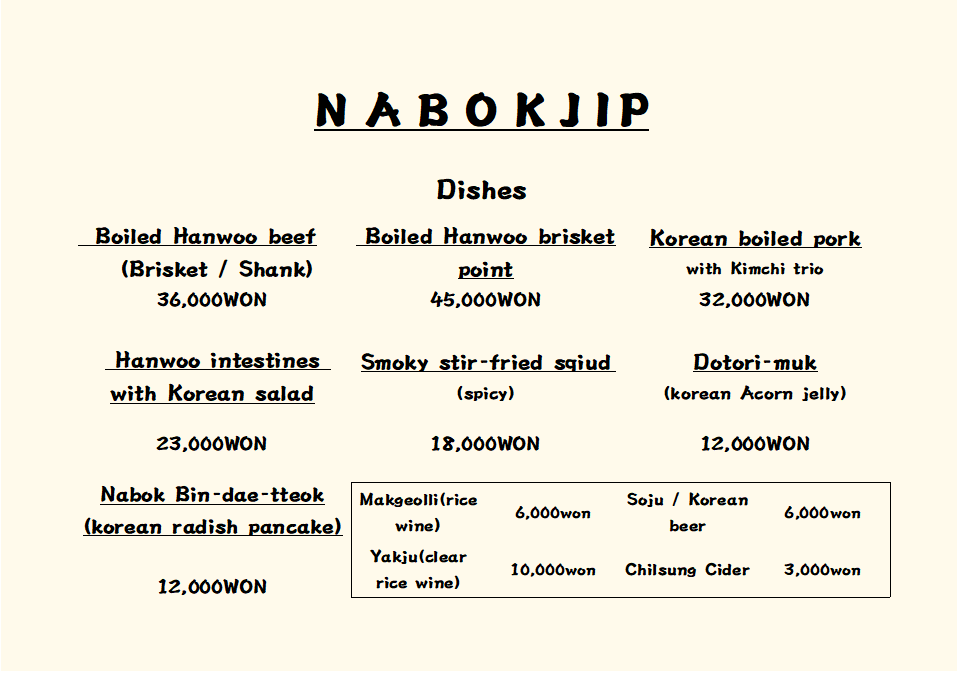 NABOKJIP
Dishes
Boiled Hanwoo beef
(Brisket / Shank)
36,000WON
Boiled Hanwoo brisket
point
45,000WON
Korean boiled pork
with Kimchi trio
32,000WON
Hanwoo intestines
with Korean salad
23,000WON
Smoky stir-fried sqiud
(spicy)
18,000WON
Dotori-muk
(korean Acorn jelly)
12,000WON
Nabok Bin-dae-tteok
(korean radish pancake)
12,000WON
Makgeolli(rice
wine)
6,000won
Soju / Korean
beer
6,000won
Yakju(clear
rice wine)
10,000won
Chilsung Cider
3,000won